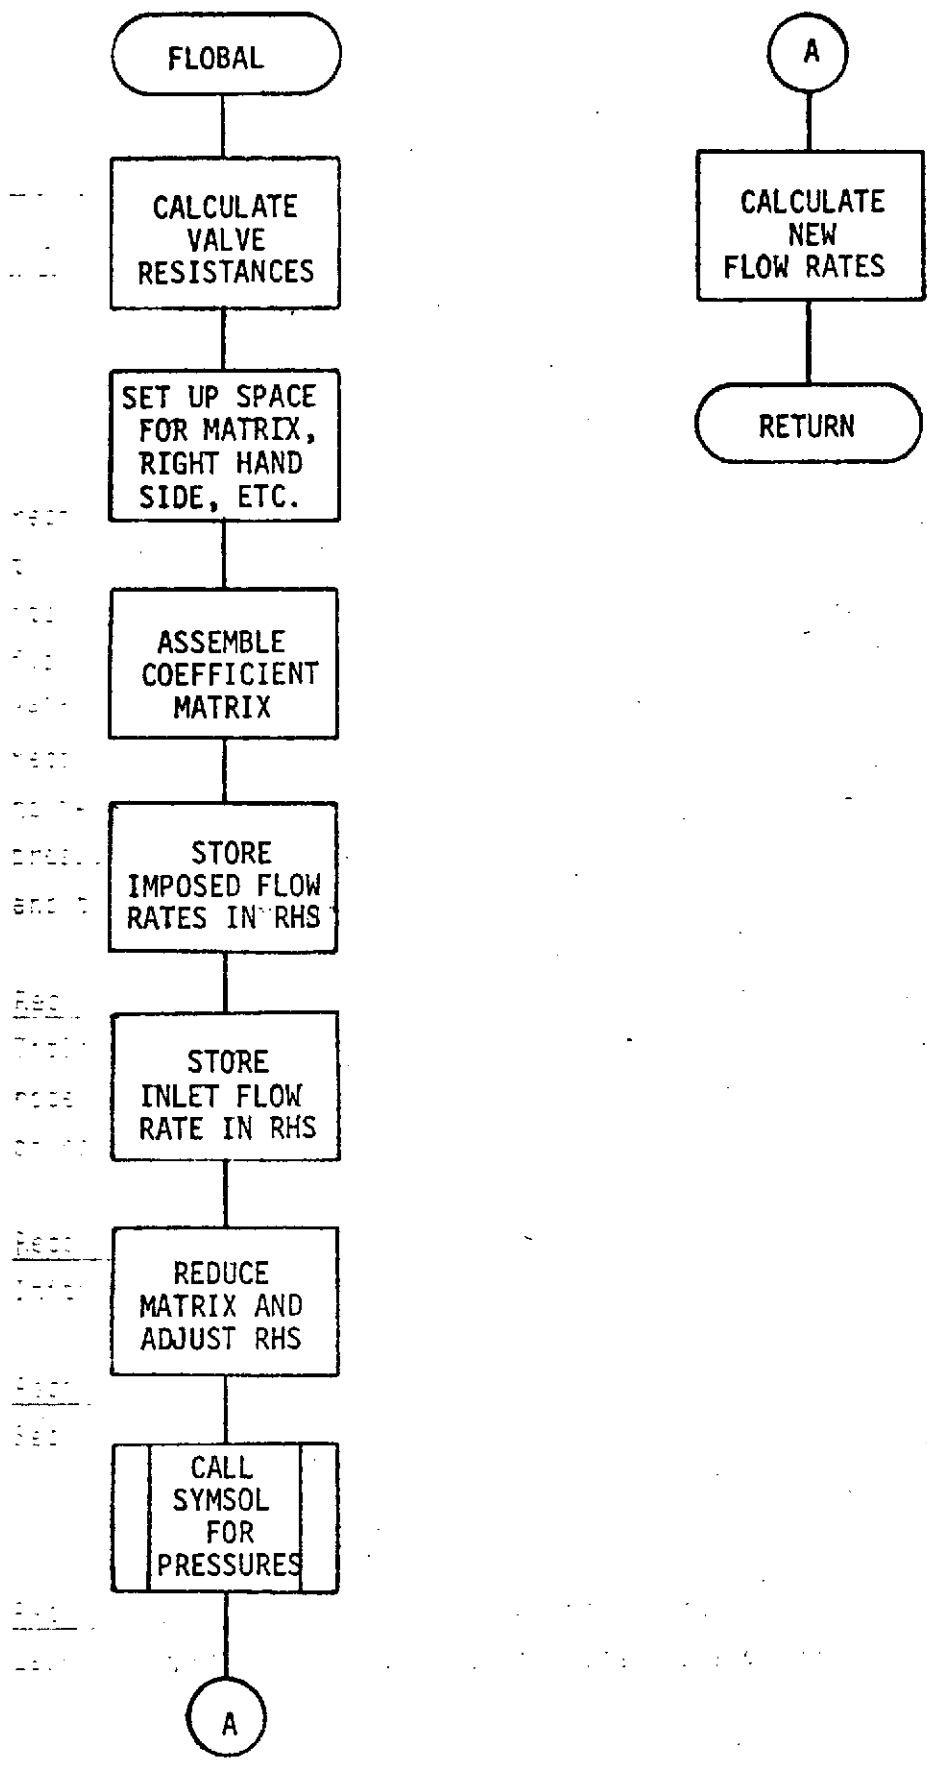 FLOBAL
CALCULATE
VALVE
RESISTANCES
SET UP SPACE
FOR MATRIX,
RIGHT HAND
SIDE, ETC.
ASSEMBLE
COEFFICIENT
MATRIX
STORE
IMPOSED FLOW
RATES IN RHS
STORE
INLET FLOW
RATE IN RHS
REDUCE
MATRIX AND
ADJUST RHS
CALL
SYMSOL
FOR
PRESSURES
A
A
CALCULATE
NEW
FLOW RATES
RETURN